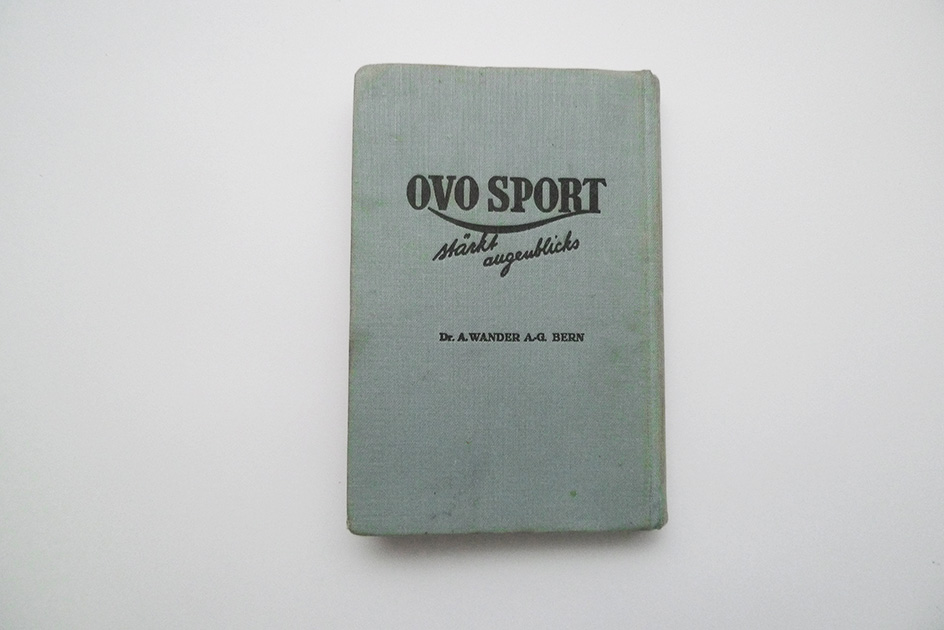 OVO SPORT
stärkt
augenblicks
Dr. A. WANDER A.-G. BERN